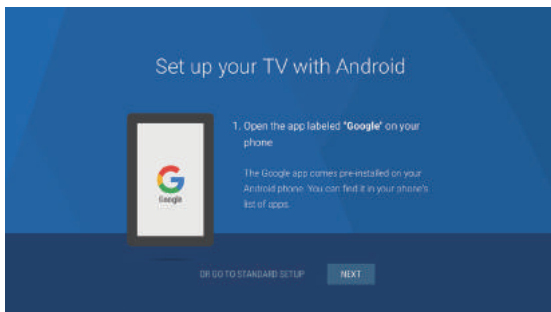 Set up your TV with Android
1. Open the app labeled "Google" on your
phone
The Google app comes pre-installed on your
Android phone. You can find it in your phone's
list of apps.
Google
OR GO TO STANDARD SETUP
NEXT